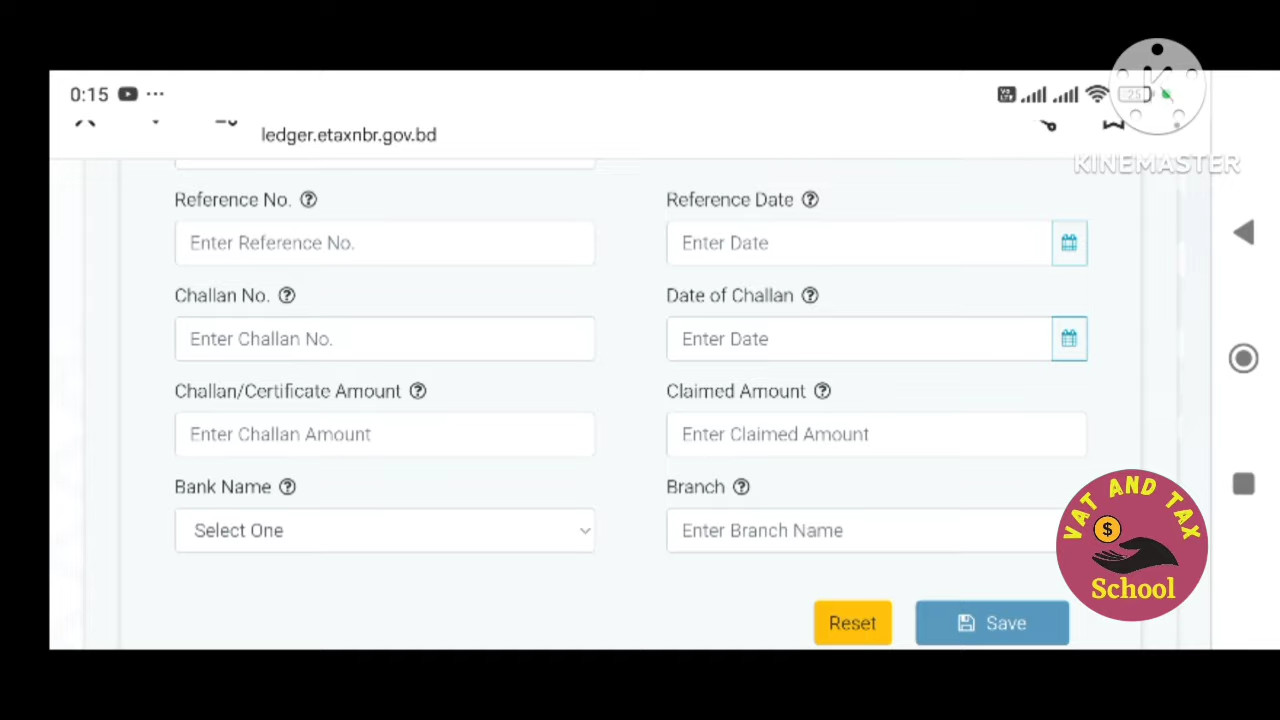 0:15
25
ledger.etaxnbr.gov.bd
KINEMASTER
Reference No.
Reference Date
Enter Reference No.
Enter Date
Challan No.
Date of Challan
Enter Challan No.
Enter Date
Challan/Certificate Amount
Claimed Amount
Enter Challan Amount
Enter Claimed Amount
Bank Name
Branch
Select One
Enter Branch Name
VAT AND TAX
$
School
Reset
Save